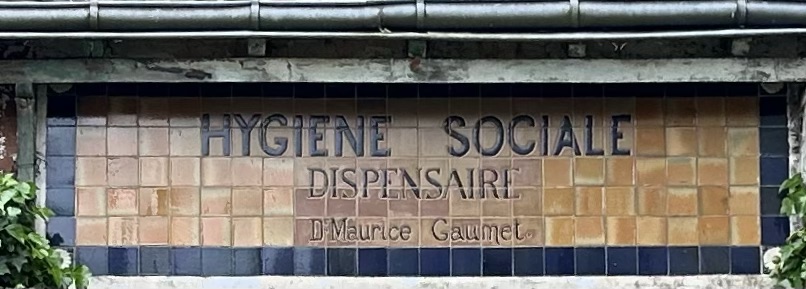 HYGIENE SOCIALE
DISPENSAIRE
Dr Maurice Gaumet.